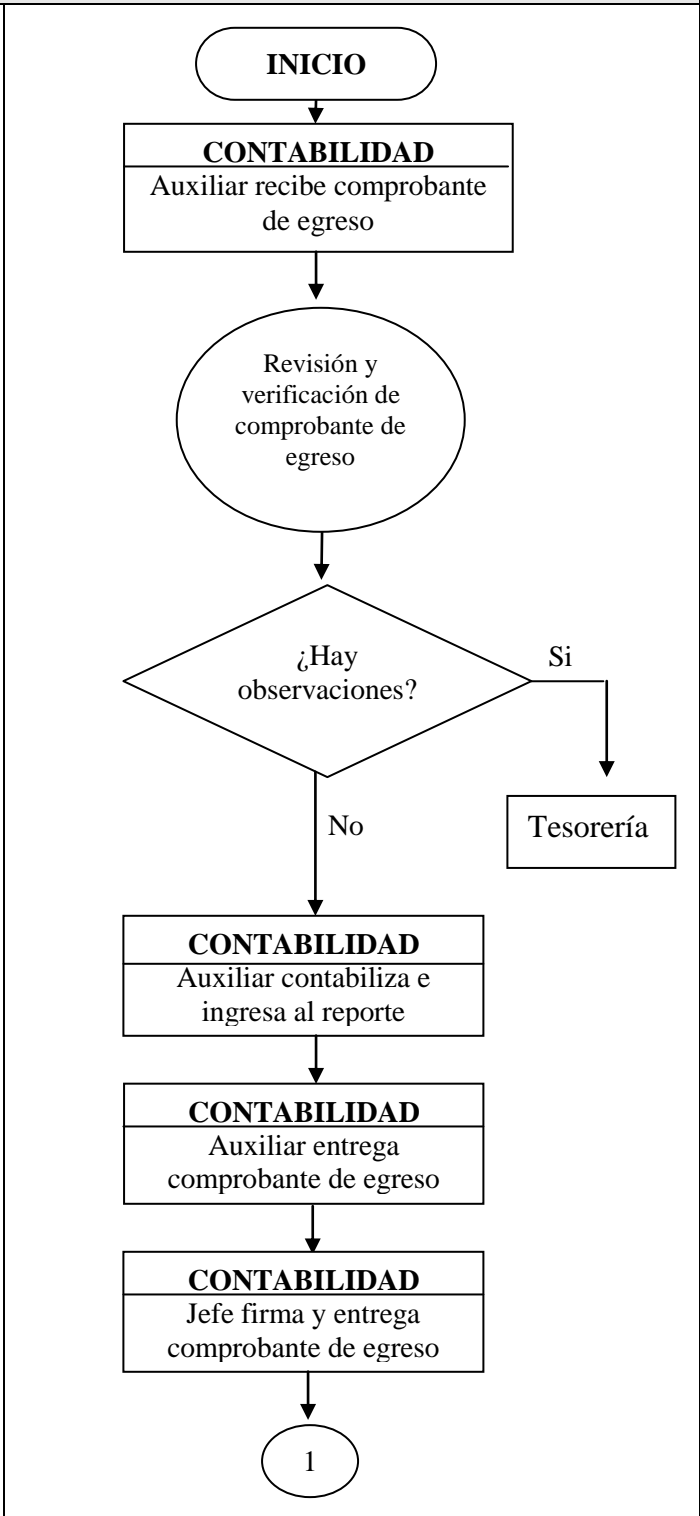 INICIO
CONTABILIDAD
Auxiliar recibe comprobante
de egreso
Revisión y
verificación de
comprobante de
egreso
¿Hay
observaciones?
Si
No
Tesorería
CONTABILIDAD
Auxiliar contabiliza e
ingresa al reporte
CONTABILIDAD
Auxiliar entrega
comprobante de egreso
CONTABILIDAD
Jefe firma y entrega
comprobante de egreso
1